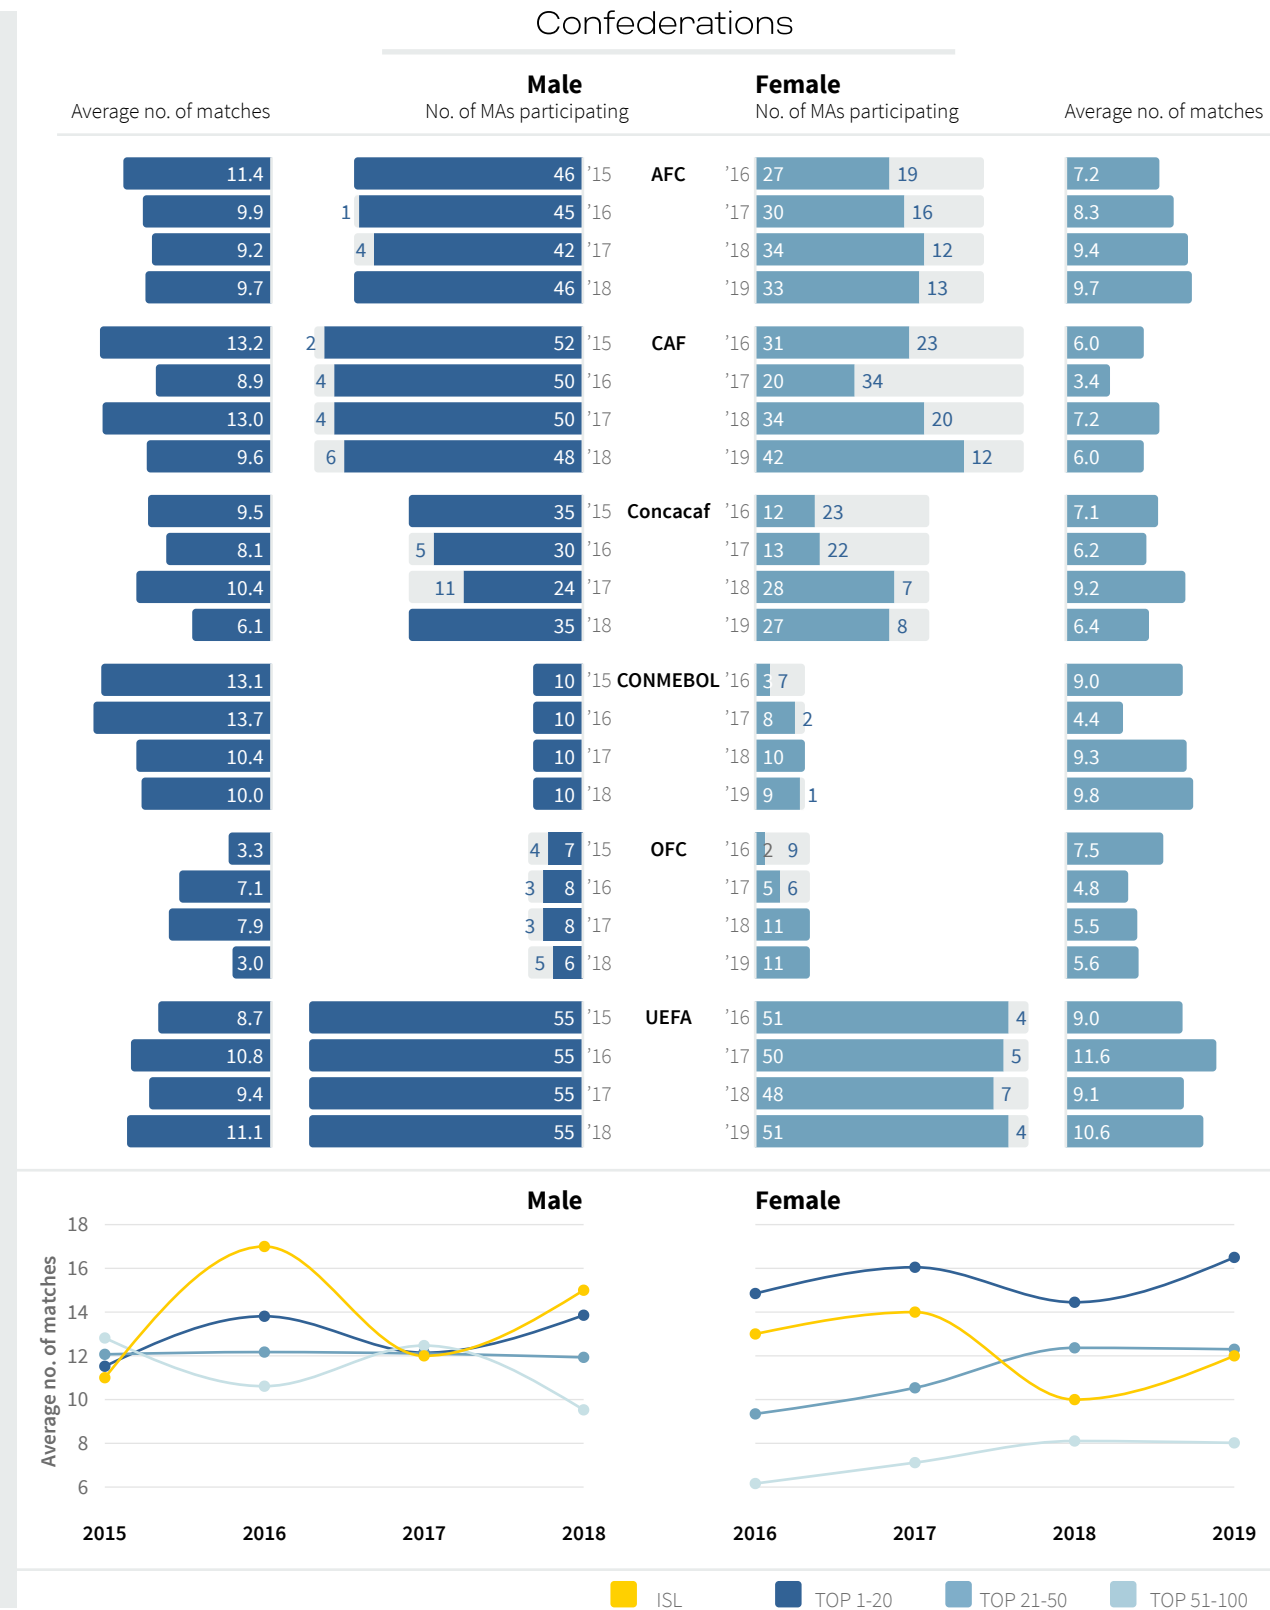 Confederations
Male Female
Average no. of matches No. of MAs participating No. of MAs participating Average no. of matches
11.4 46 ’15 AFC ’16 27 19 7.2
9.9 1 45 ’16 ’17 30 16 8.3
9.2 4 42 ’17 ’18 34 12 9.4
9.7 46 ’18 ’19 33 13 9.7
13.2 2 52 ’15 CAF ’16 31 23 6.0
8.9 4 50 ’16 ’17 20 34 3.4
13.0 4 50 ’17 ’18 34 20 7.2
9.6 6 48 ’18 ’19 42 12 6.0
9.5 35 ’15 Concacaf ’16 12 23 7.1
8.1 5 30 ’16 ’17 13 22 6.2
10.4 11 24 ’17 ’18 28 7 9.2
6.1 35 ’18 ’19 27 8 6.4
13.1 10 ’15 CONMEBOL ’16 3 7 9.0
13.7 10 ’16 ’17 8 2 4.4
10.4 10 ’17 ’18 10 9.3
10.0 10 ’18 ’19 9 1 9.8
3.3 4 7 ’15 OFC ’16 2 9 7.5
7.1 3 8 ’16 ’17 5 6 4.8
7.9 3 8 ’17 ’18 11 5.5
3.0 5 6 ’18 ’19 11 5.6
8.7 55 ’15 UEFA ’16 51 4 9.0
10.8 55 ’16 ’17 50 5 11.6
9.4 55 ’17 ’18 48 7 9.1
11.1 55 ’18 ’19 51 4 10.6
Male Female
Average no. of matches
18
16
14
12
10
8
6
2015 2016 2017 2018 2016 2017 2018 2019
ISL TOP 1-20 TOP 21-50 TOP 51-100